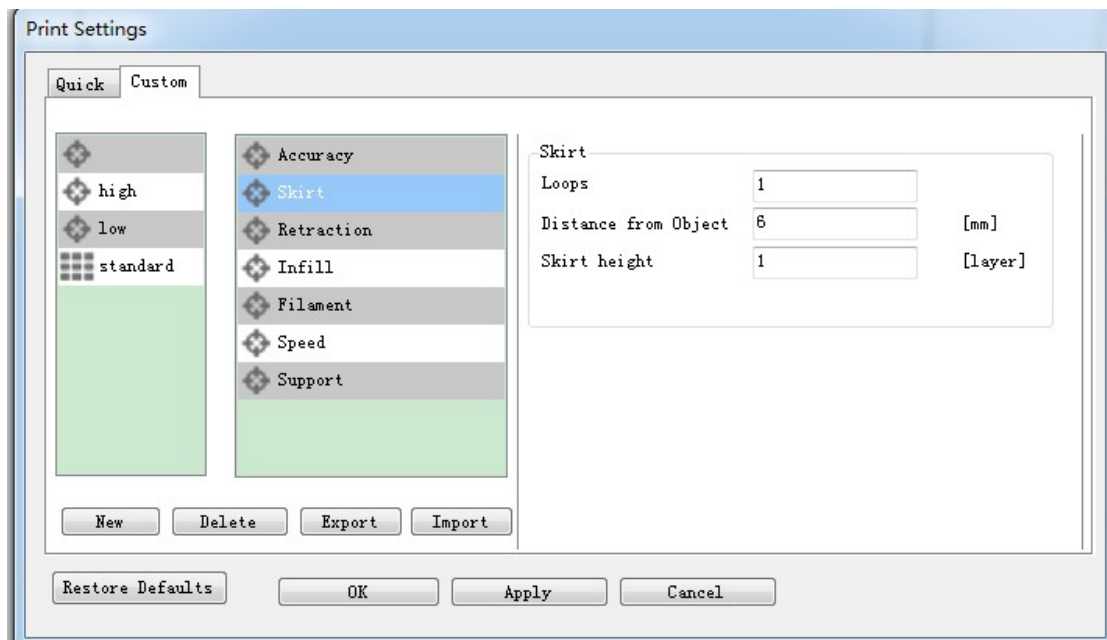 Print Settings
Quick Custom
high
low
standard
Accuracy
Skirt
Retraction
Infill
Filament
Speed
Support
Skirt
Loops 1
Distance from Object 6 [mm]
Skirt height 1 [layer]
New Delete Export Import
Restore Defaults OK Apply Cancel